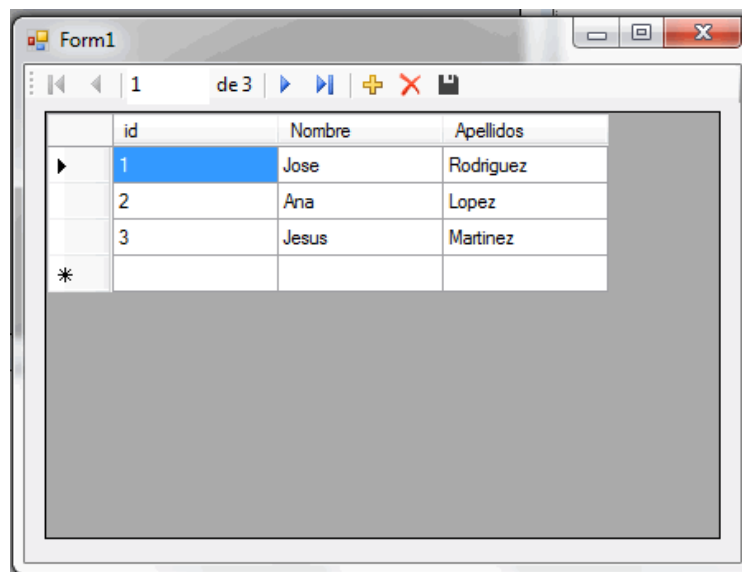 Form1
1 de 3
id Nombre Apellidos
1 Jose Rodriguez
2 Ana Lopez
3 Jesus Martinez